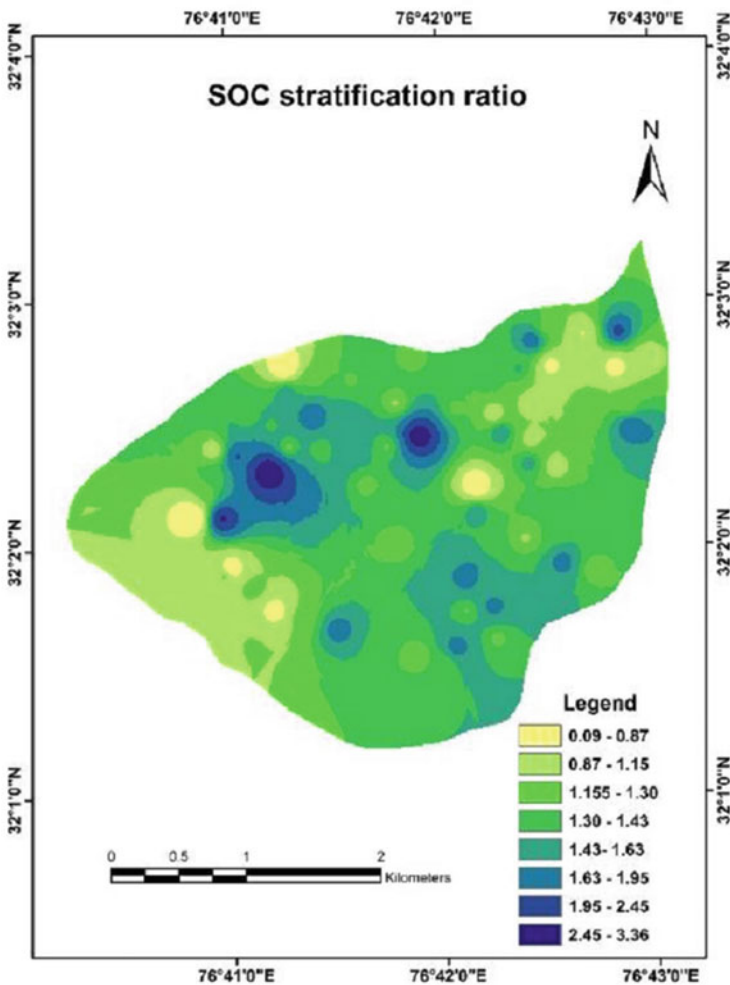 76°41'0"E 76°42'0"E 76°43'0"E
32°4'0"N 32°4'0"N
SOC stratification ratio
N
32°3'0"N 32°3'0"N
32°2'0"N 32°2'0"N
Legend
0.09 - 0.87
0.87 - 1.15
1.155 - 1.30
32°1'0"N 32°1'0"N
1.30 - 1.43
1.43- 1.63
0 0.5 1 2
Kilometers
1.63 - 1.95
1.95 - 2.45
2.45 - 3.36
76°41'0"E 76°42'0"E 76°43'0"E